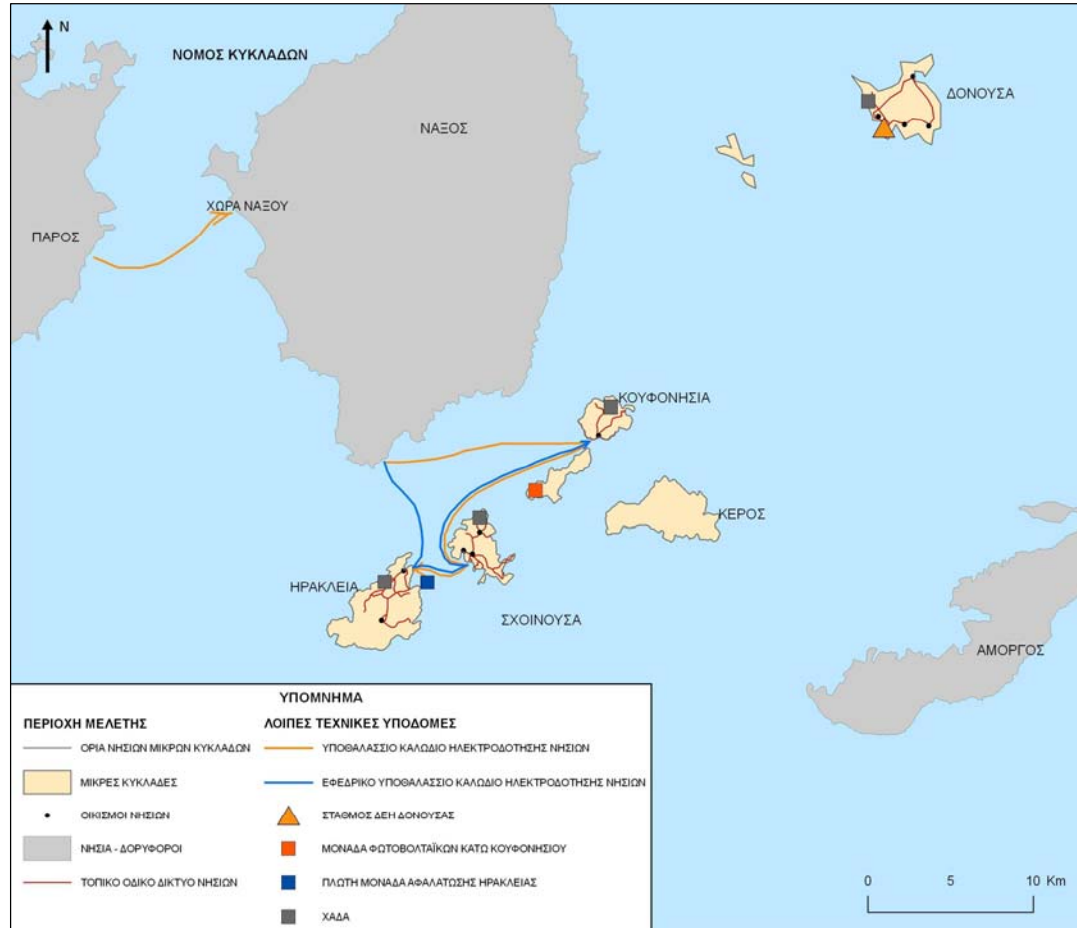 N
ΝΟΜΟΣ ΚΥΚΛΑΔΩΝ
ΝΑΞΟΣ
ΔΟΝΟΥΣΑ
ΧΩΡΑ ΝΑΞΟΥ
ΠΑΡΟΣ
ΚΟΥΦΟΝΗΣΙΑ
ΚΕΡΟΣ
ΗΡΑΚΛΕΙΑ
ΣΧΟΙΝΟΥΣΑ
ΑΜΟΡΓΟΣ
ΥΠΟΜΝΗΜΑ
ΠΕΡΙΟΧΗ ΜΕΛΕΤΗΣ
ΟΡΙΑ ΝΗΣΙΩΝ ΜΙΚΡΩΝ ΚΥΚΛΑΔΩΝ
ΜΙΚΡΕΣ ΚΥΚΛΑΔΕΣ
ΟΙΚΙΣΜΟΙ ΝΗΣΙΩΝ
ΝΗΣΙΑ - ΔΟΡΥΦΟΡΟΙ
ΤΟΠΙΚΟ ΟΔΙΚΟ ΔΙΚΤΥΟ ΝΗΣΙΩΝ
ΛΟΙΠΕΣ ΤΕΧΝΙΚΕΣ ΥΠΟΔΟΜΕΣ
ΥΠΟΘΑΛΑΣΣΙΟ ΚΑΛΩΔΙΟ ΗΛΕΚΤΡΟΔΟΤΗΣΗΣ ΝΗΣΙΩΝ
ΕΦΕΔΡΙΚΟ ΥΠΟΘΑΛΑΣΣΙΟ ΚΑΛΩΔΙΟ ΗΛΕΚΤΡΟΔΟΤΗΣΗΣ ΝΗΣΙΩΝ
ΣΤΑΘΜΟΣ ΔΕΗ ΔΟΝΟΥΣΑΣ
ΜΟΝΑΔΑ ΦΩΤΟΒΟΛΤΑΪΚΩΝ ΚΑΤΩ ΚΟΥΦΟΝΗΣΙΟΥ
ΠΛΩΤΗ ΜΟΝΑΔΑ ΑΦΑΛΑΤΩΣΗΣ ΗΡΑΚΛΕΙΑΣ
ΧΑΔΑ
0 5 10 Km